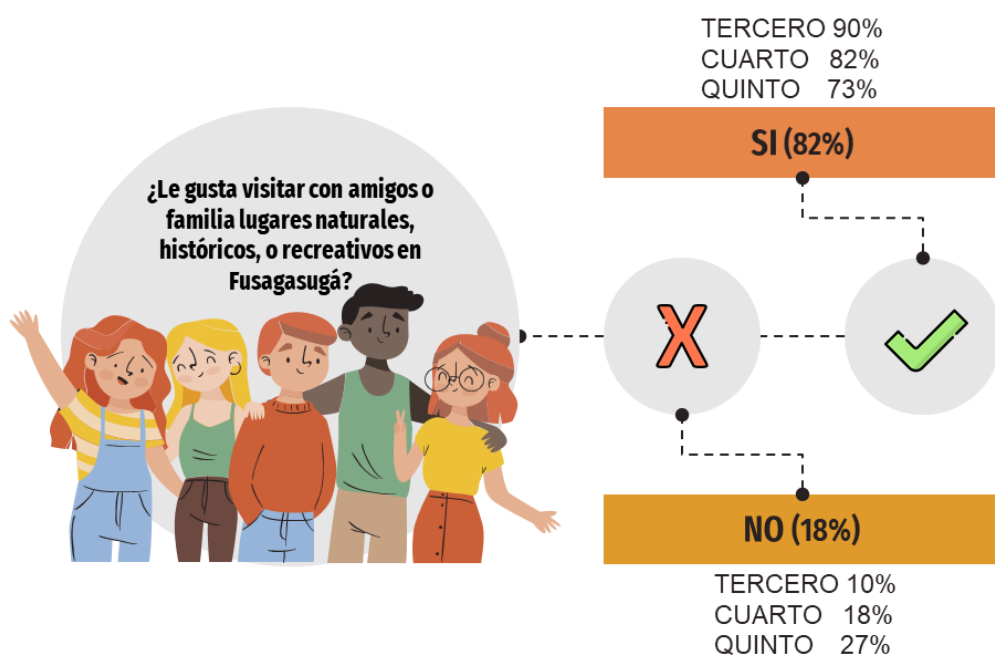 ¿Le gusta visitar con amigos o
familia lugares naturales,
históricos, o recreativos en
Fusagasugá?
TERCERO 90%
CUARTO 82%
QUINTO 73%
SI (82%)
NO (18%)
TERCERO 10%
CUARTO 18%
QUINTO 27%